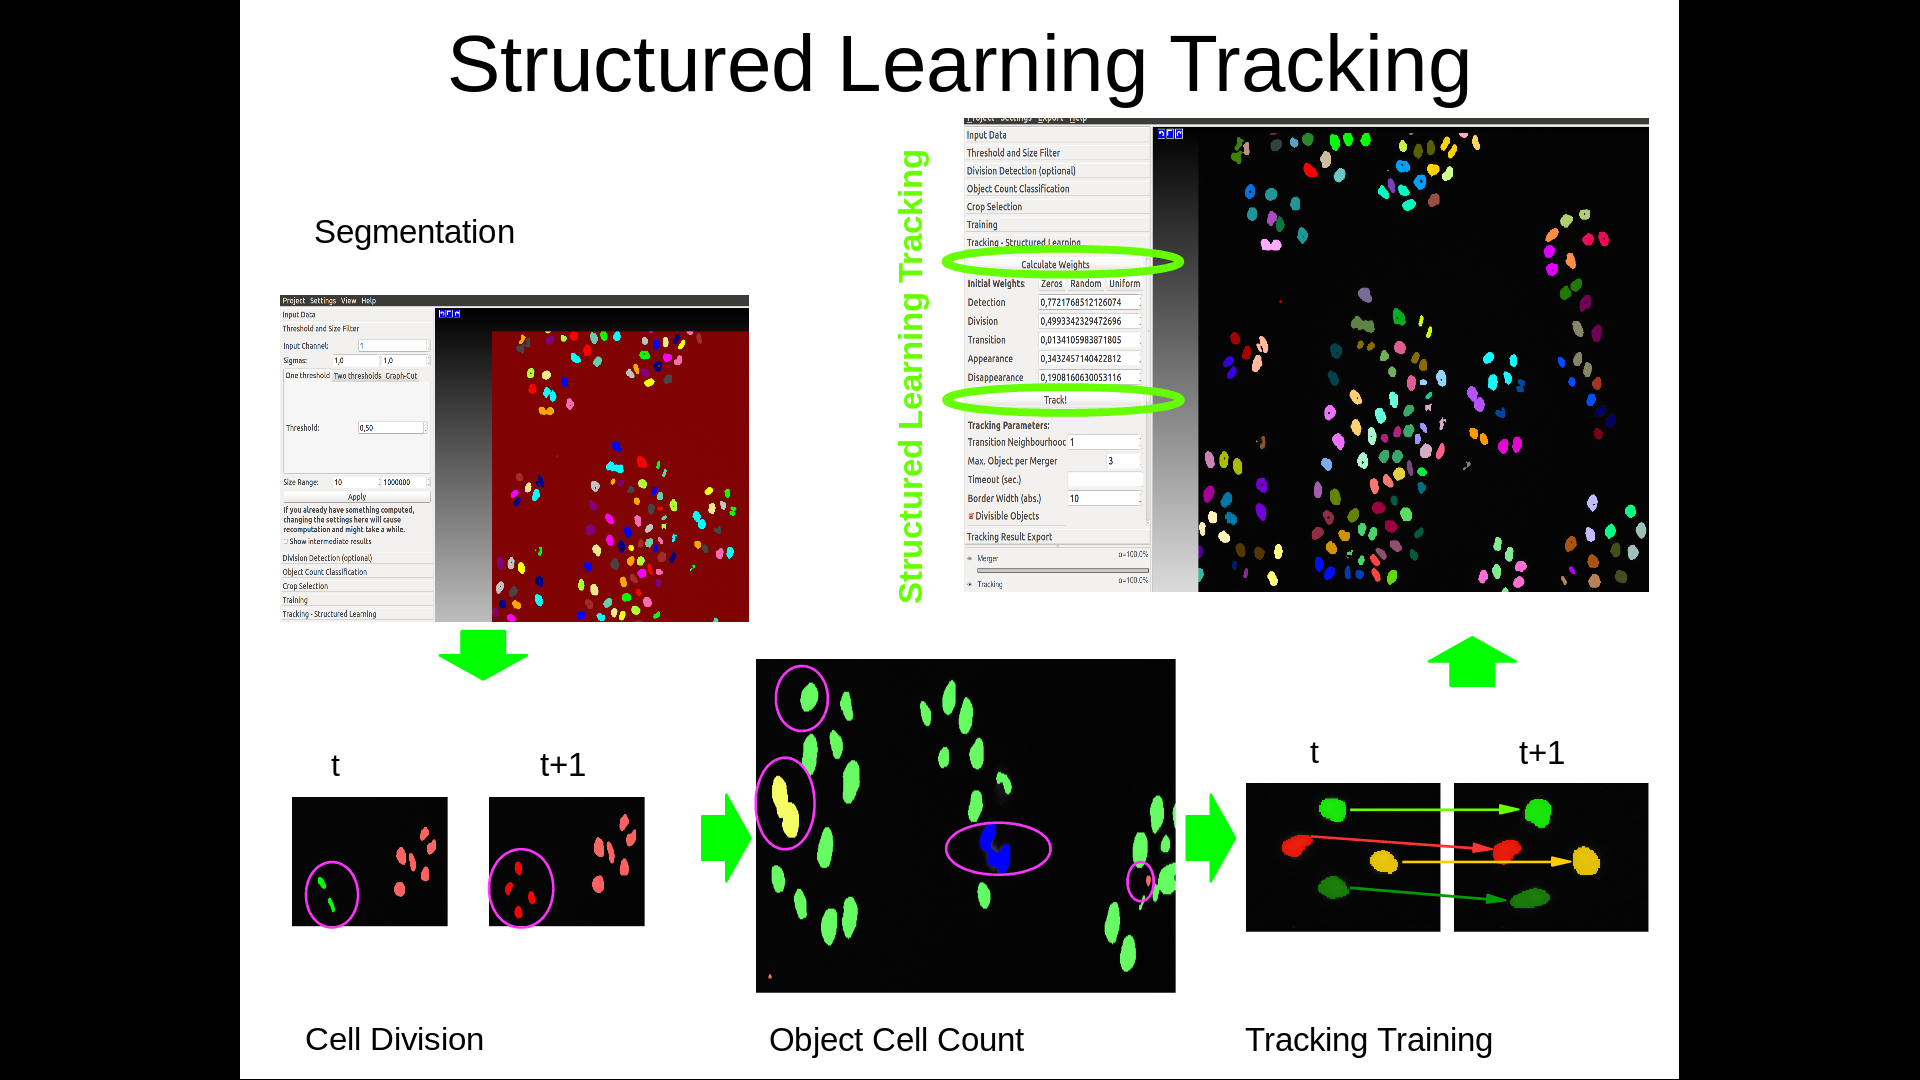 Structured Learning Tracking
Segmentation
Project Settings View Help
Input Data
Threshold and Size Filter
Input Channel: 1
Sigmas: 1,0 1,0
One threshold Two thresholds Graph-Cut
Threshold: 0,50
Size Range: 10 1000000
Apply
If you already have something computed,
changing the settings here will cause
recomputation and might take a while.
Show intermediate results
Division Detection (optional)
Object Count Classification
Crop Selection
Training
Tracking - Structured Learning
Structured Learning Tracking
Project Settings Export Help
Input Data
Threshold and Size Filter
Division Detection (optional)
Object Count Classification
Crop Selection
Training
Tracking - Structured Learning
Calculate Weights
Initial Weights: Zeros Random Uniform
Detection 0,7721768512126074
Division 0,4993342329472696
Transition 0,0134105983871805
Appearance 0,3432457140422812
Disappearance 0,1908160630053116
Track!
Tracking Parameters:
Transition Neighbourhooc 1
Max. Object per Merger 3
Timeout (sec.)
Border Width (abs.) 10
Divisible Objects
Tracking Result Export
Merger α=100.0%
Tracking α=100.0%
t t+1
t t+1
Cell Division
Object Cell Count
Tracking Training